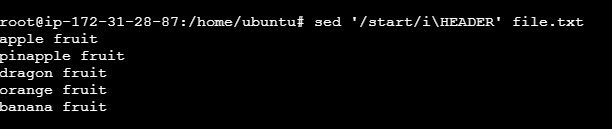 root@ip-172-31-28-87:/home/ubuntu# sed '/start/i\HEADER' file.txt
apple fruit
pinapple fruit
dragon fruit
orange fruit
banana fruit